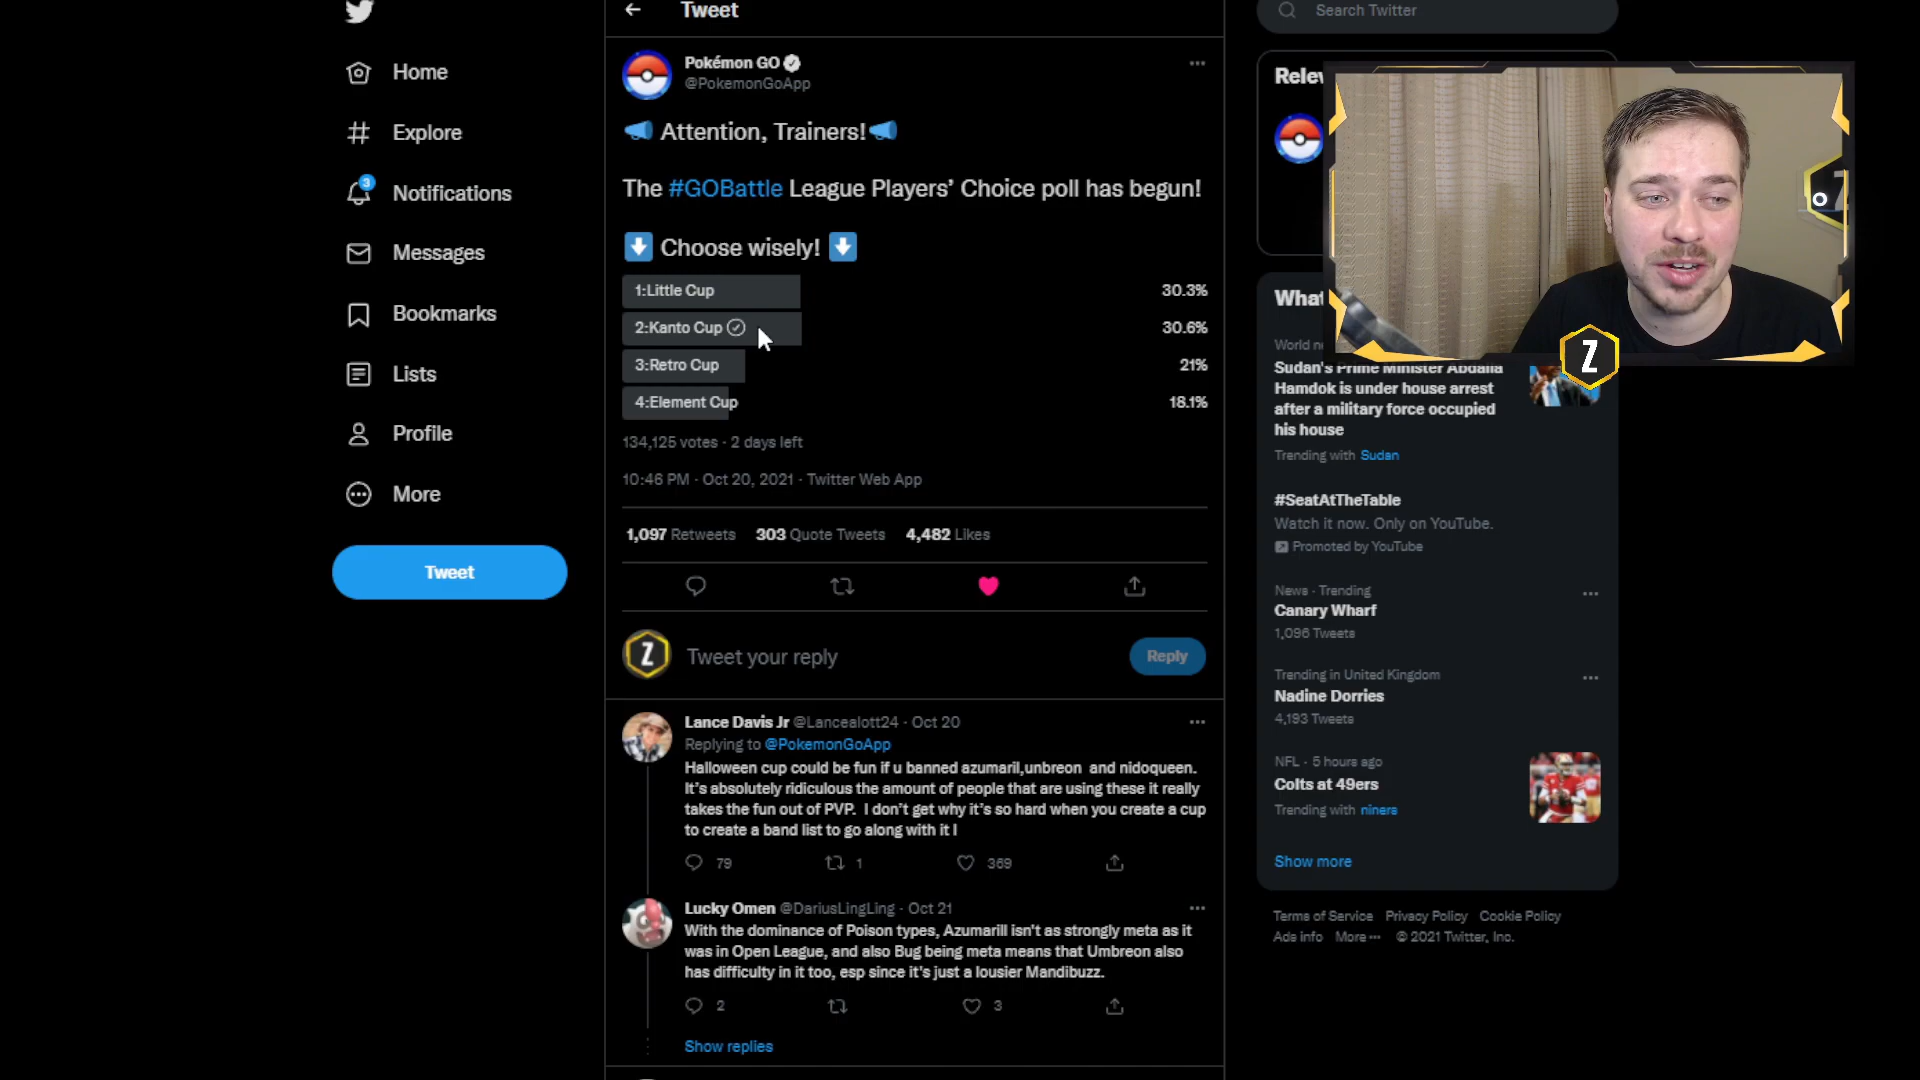 Home
Explore
3
Notifications
Messages
Bookmarks
Lists
Profile
More
Tweet
Tweet
Pokémon GO
@PokemonGoApp
Attention, Trainers!
The #GOBattle League Players' Choice poll has begun!
Choose wisely!
1:Little Cup 30.3%
2:Kanto Cup 30.6%
3:Retro Cup 21%
4:Element Cup 18.1%
134,125 votes · 2 days left
10:46 PM · Oct 20, 2021 · Twitter Web App
1,097 Retweets 303 Quote Tweets 4,482 Likes
Z
Tweet your reply
Reply
Lance Davis Jr @Lancealott24 · Oct 20
Replying to @PokemonGoApp
Halloween cup could be fun if u banned azumaril,unbreon and nidoqueen.
It's absolutely ridiculous the amount of people that are using these it really
takes the fun out of PVP. I don't get why it's so hard when you create a cup
to create a band list to go along with it I
79 1 369
Lucky Omen @DariusLingLing · Oct 21
With the dominance of Poison types, Azumarill isn't as strongly meta as it
was in Open League, and also Bug being meta means that Umbreon also
has difficulty in it too, esp since it's just a lousier Mandibuzz.
2 3
Show replies
Search Twitter
Z
Sudan's Prime Minister Abdalla
Hamdok is under house arrest
after a military force occupied
his house
Trending with Sudan
#SeatAtTheTable
Watch it now. Only on YouTube.
Promoted by YouTube
News · Trending
Canary Wharf
1,096 Tweets
Trending in United Kingdom
Nadine Dorries
4,193 Tweets
NFL · 5 hours ago
Colts at 49ers
Trending with niners
Show more
Terms of Service Privacy Policy Cookie Policy
Ads info More ··· © 2021 Twitter, Inc.